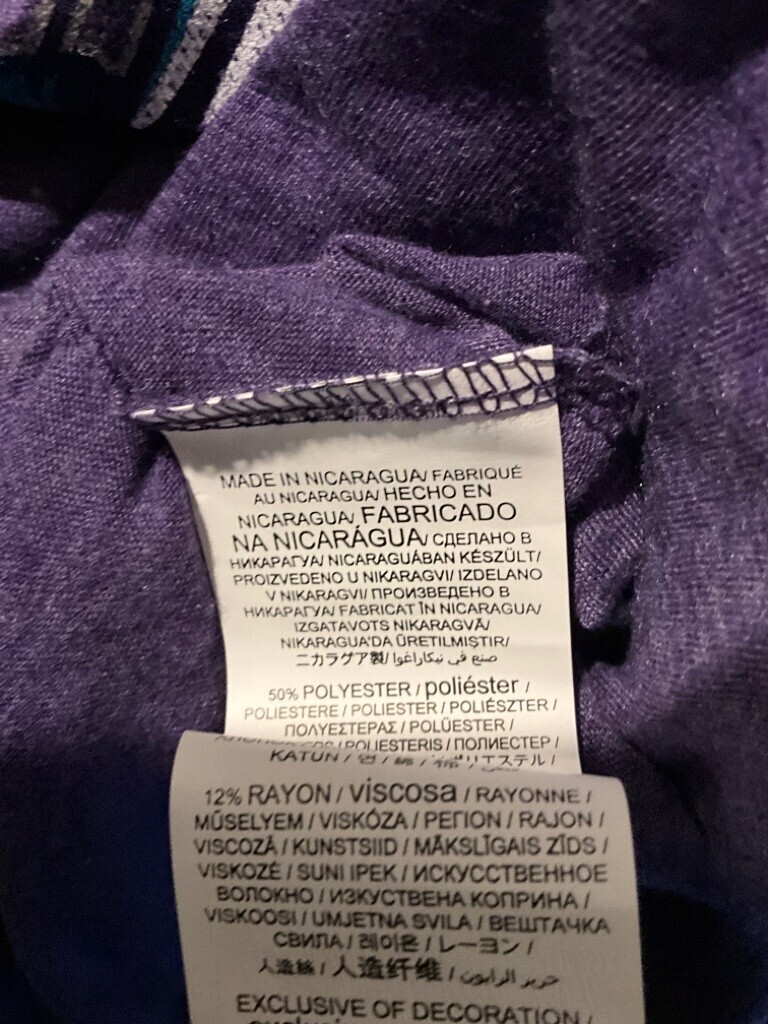 MADE IN NICARAGUA/ FABRIQUÉ
AU NICARAGUA/ HECHO EN
NICARAGUA/ FABRICADO
NA NICARÁGUA/ СДЕЛАНО В
НИКАРАГУА/ NICARAGUÁBAN KÉSZÜLT/
PROIZVEDENO U NIKARAGVI/ IZDELANO
V NIKARAGVI/ ПРОИЗВЕДЕНО В
НИКАРАГУА/ FABRICAT ÎN NICARAGUA/
IZGATAVOTS NIKARAGVĀ/
NIKARAGUA'DA ÜRETILMIŞTIR/
ニカラグア製/ صنع في نيكاراغوا
50% POLYESTER / poliéster /
POLIESTERE / POLIESTER / POLIÉSZTER /
ΠΟΛΥΕΣΤΕΡΑΣ / POLÜESTER /
POLIESTERIS / ПОЛИЕСТЕР /
KATUN / 면 / 綿 /
12% RAYON / viscosa / RAYONNE /
MŰSELYEM / VISKÓZA / ΡΕΓΙΟΝ / RAJON /
VISCOZĂ / KUNSTSIID / MĀKSLĪGAIS ZĪDS /
VISKOZĖ / SUNI IPEK / ИСКУССТВЕННОЕ
ВОЛОКНО / ИЗКУСТВЕНА КОПРИНА /
VISKOOSI / UMJETNA SVILA / ВЕШТАЧКА
СВИЛА / 레이온 / レーヨン /
人造絲 / 人造纤维 / حرير الرايون
EXCLUSIVE OF DECORATION /